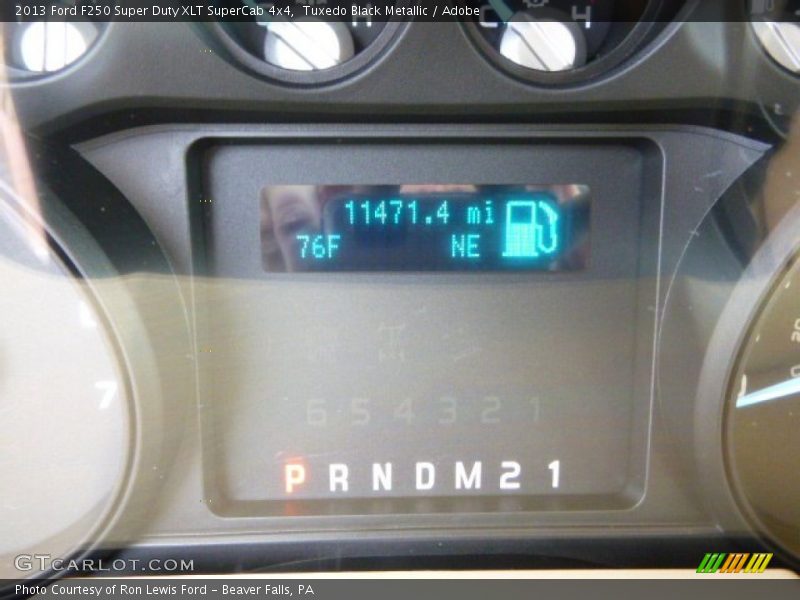 2013 Ford F250 Super Duty XLT SuperCab 4x4, Tuxedo Black Metallic / Adobe
C H
11471.4 mi
76F NE
7
6 5 4 3 2 1
P R N D M 2 1
GTCARLOT.COM
Photo Courtesy of Ron Lewis Ford - Beaver Falls, PA